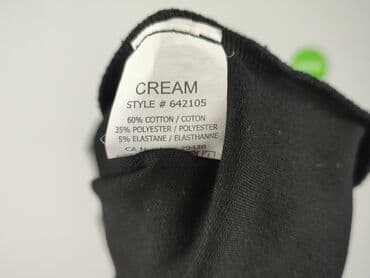 CREAM
STYLE # 642105
60% COTTON / COTON
35% POLYESTER / POLYESTER
5% ELASTANE / ELASTHANNE